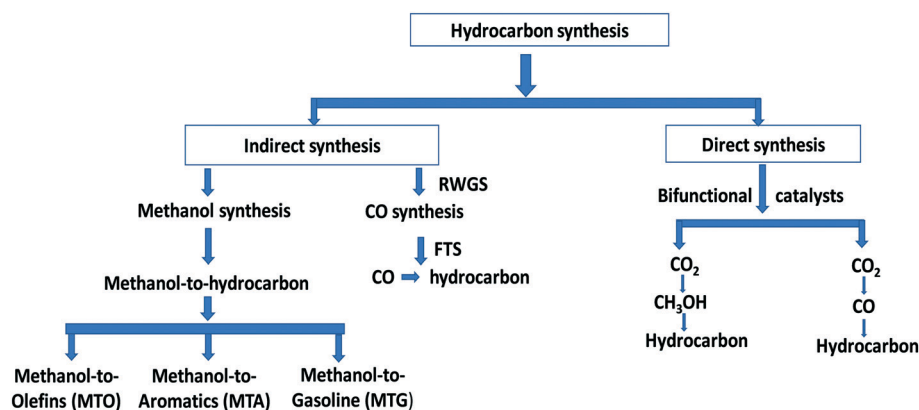 Hydrocarbon synthesis
Indirect synthesis
Direct synthesis
RWGS
Methanol synthesis
CO synthesis
FTS
CO hydrocarbon
Methanol-to-hydrocarbon
Methanol-to-
Olefins (MTO)
Methanol-to-
Aromatics (MTA)
Methanol-to-
Gasoline (MTG)
Bifunctional catalysts
CO₂
CH₃OH
Hydrocarbon
CO₂
CO
Hydrocarbon